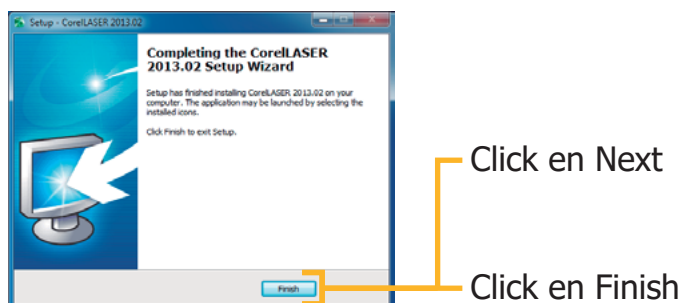 Setup - CorelLASER 2013.02
Completing the CorelLASER
2013.02 Setup Wizard
Setup has finished installing CorelLASER 2013.02 on your
computer. The application may be launched by selecting the
installed icons.
Click Finish to exit Setup.
Click en Next
Finish
Click en Finish